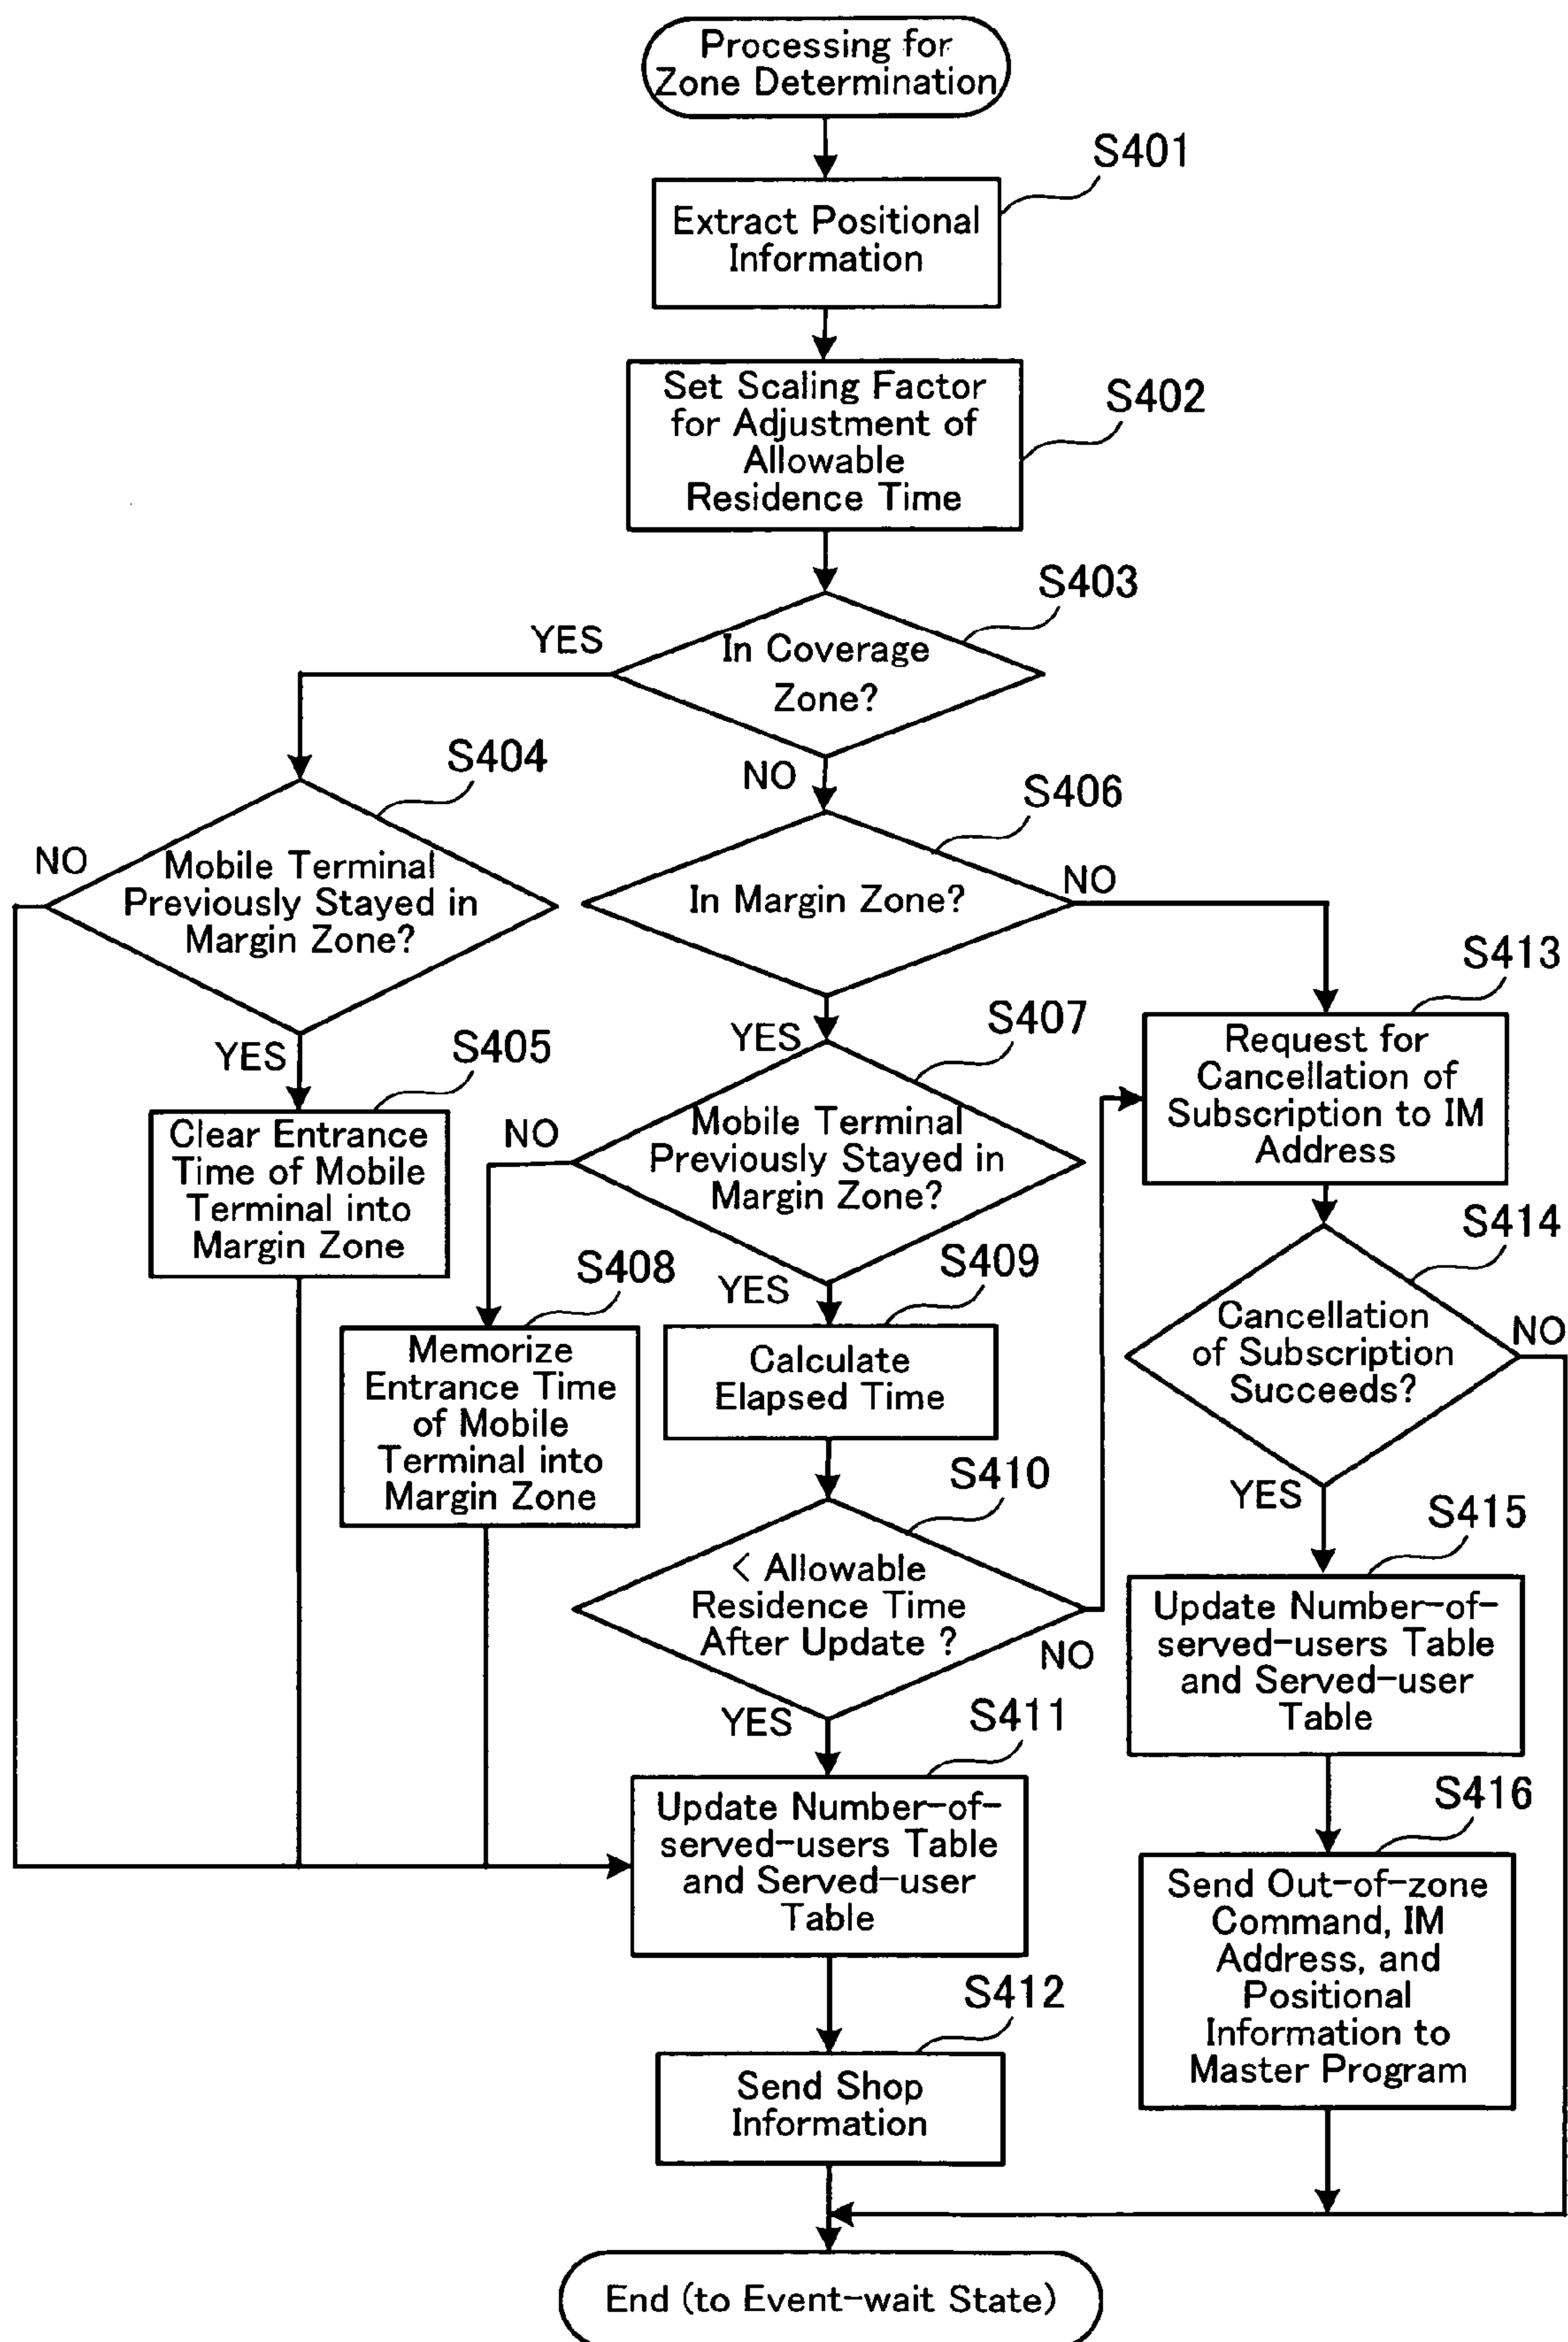 Processing for
Zone Determination
S401
Extract Positional
Information
S402
Set Scaling Factor
for Adjustment of
Allowable
Residence Time
S403
YES
In Coverage
Zone?
NO
S404
NO
Mobile Terminal
Previously Stayed in
Margin Zone?
YES
S405
Clear Entrance
Time of Mobile
Terminal into
Margin Zone
S406
In Margin Zone?
NO
YES
S407
Mobile Terminal
Previously Stayed in
Margin Zone?
NO
YES
S408
Memorize
Entrance Time
of Mobile
Terminal into
Margin Zone
S409
Calculate
Elapsed Time
S410
< Allowable
Residence Time
After Update ?
NO
YES
S411
Update Number-of-
served-users Table
and Served-user
Table
S412
Send Shop
Information
S413
Request for
Cancellation of
Subscription to IM
Address
S414
Cancellation
of Subscription
Succeeds?
NO
YES
S415
Update Number-of-
served-users Table
and Served-user
Table
S416
Send Out-of-zone
Command, IM
Address, and
Positional
Information to
Master Program
End (to Event-wait State)